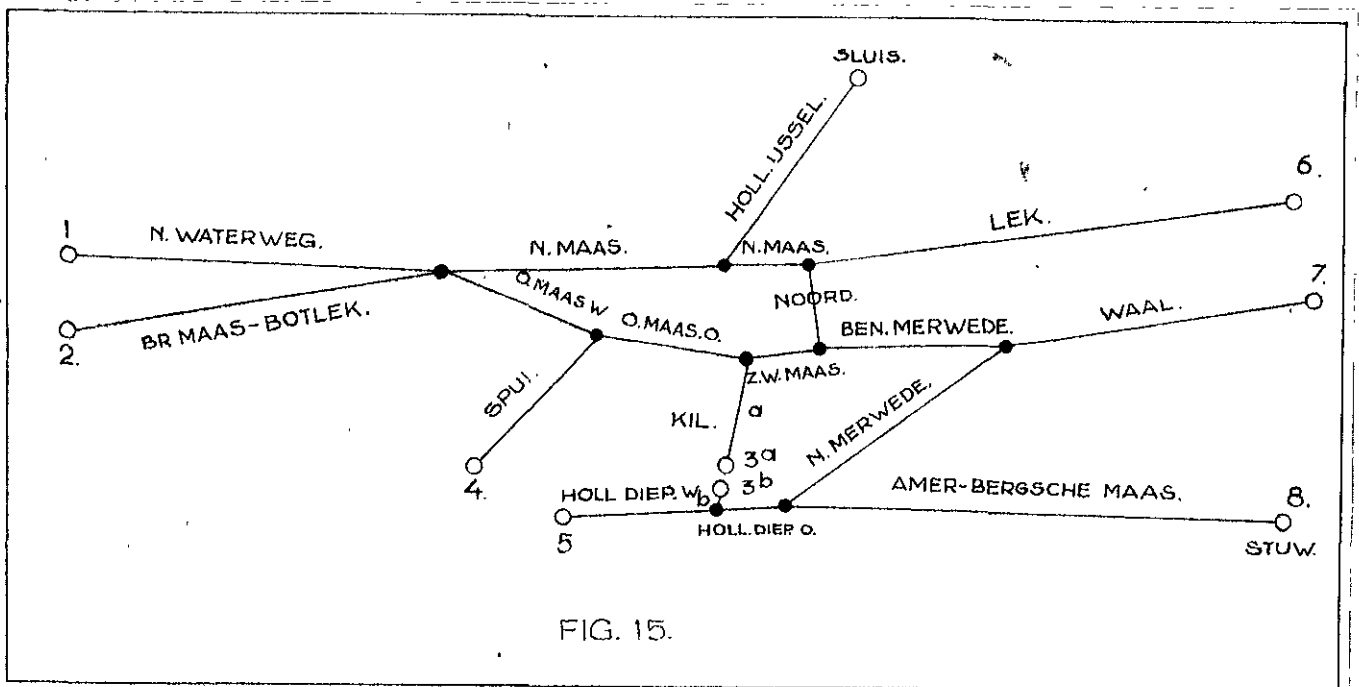 SLUIS.
HOLL. IJSSEL.
6.
LEK.
1
N. WATERWEG.
N. MAAS.
N. MAAS.
7.
O. MAAS W
O. MAAS. O.
NOORD.
BEN. MERWEDE.
WAAL.
BR MAAS-BOTLEK.
2.
Z.W. MAAS.
SPUI.
KIL.
a
N. MERWEDE.
4.
3a
3b
HOLL DIEP. W.
b
AMER-BERGSCHE MAAS.
8.
5
HOLL. DIEP O.
STUW.
FIG. 15.